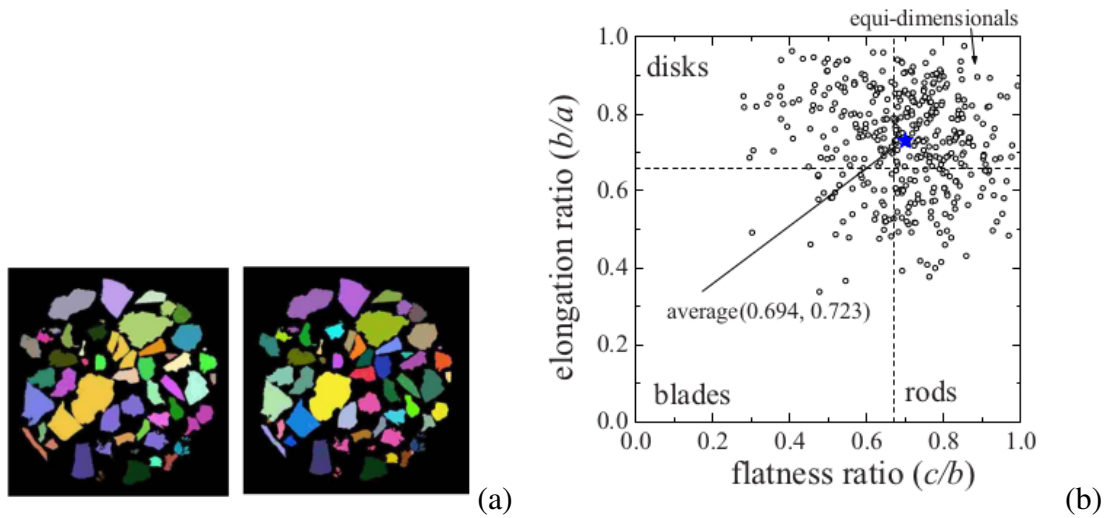 equi-dimensionals
1.0
disks
0.8
0.6
0.4
average(0.694, 0.723)
0.2
blades
rods
0.0
0.0
0.2
0.4
0.6
0.8
1.0
elongation ratio (b/a)
flatness ratio (c/b)
(a)
(b)